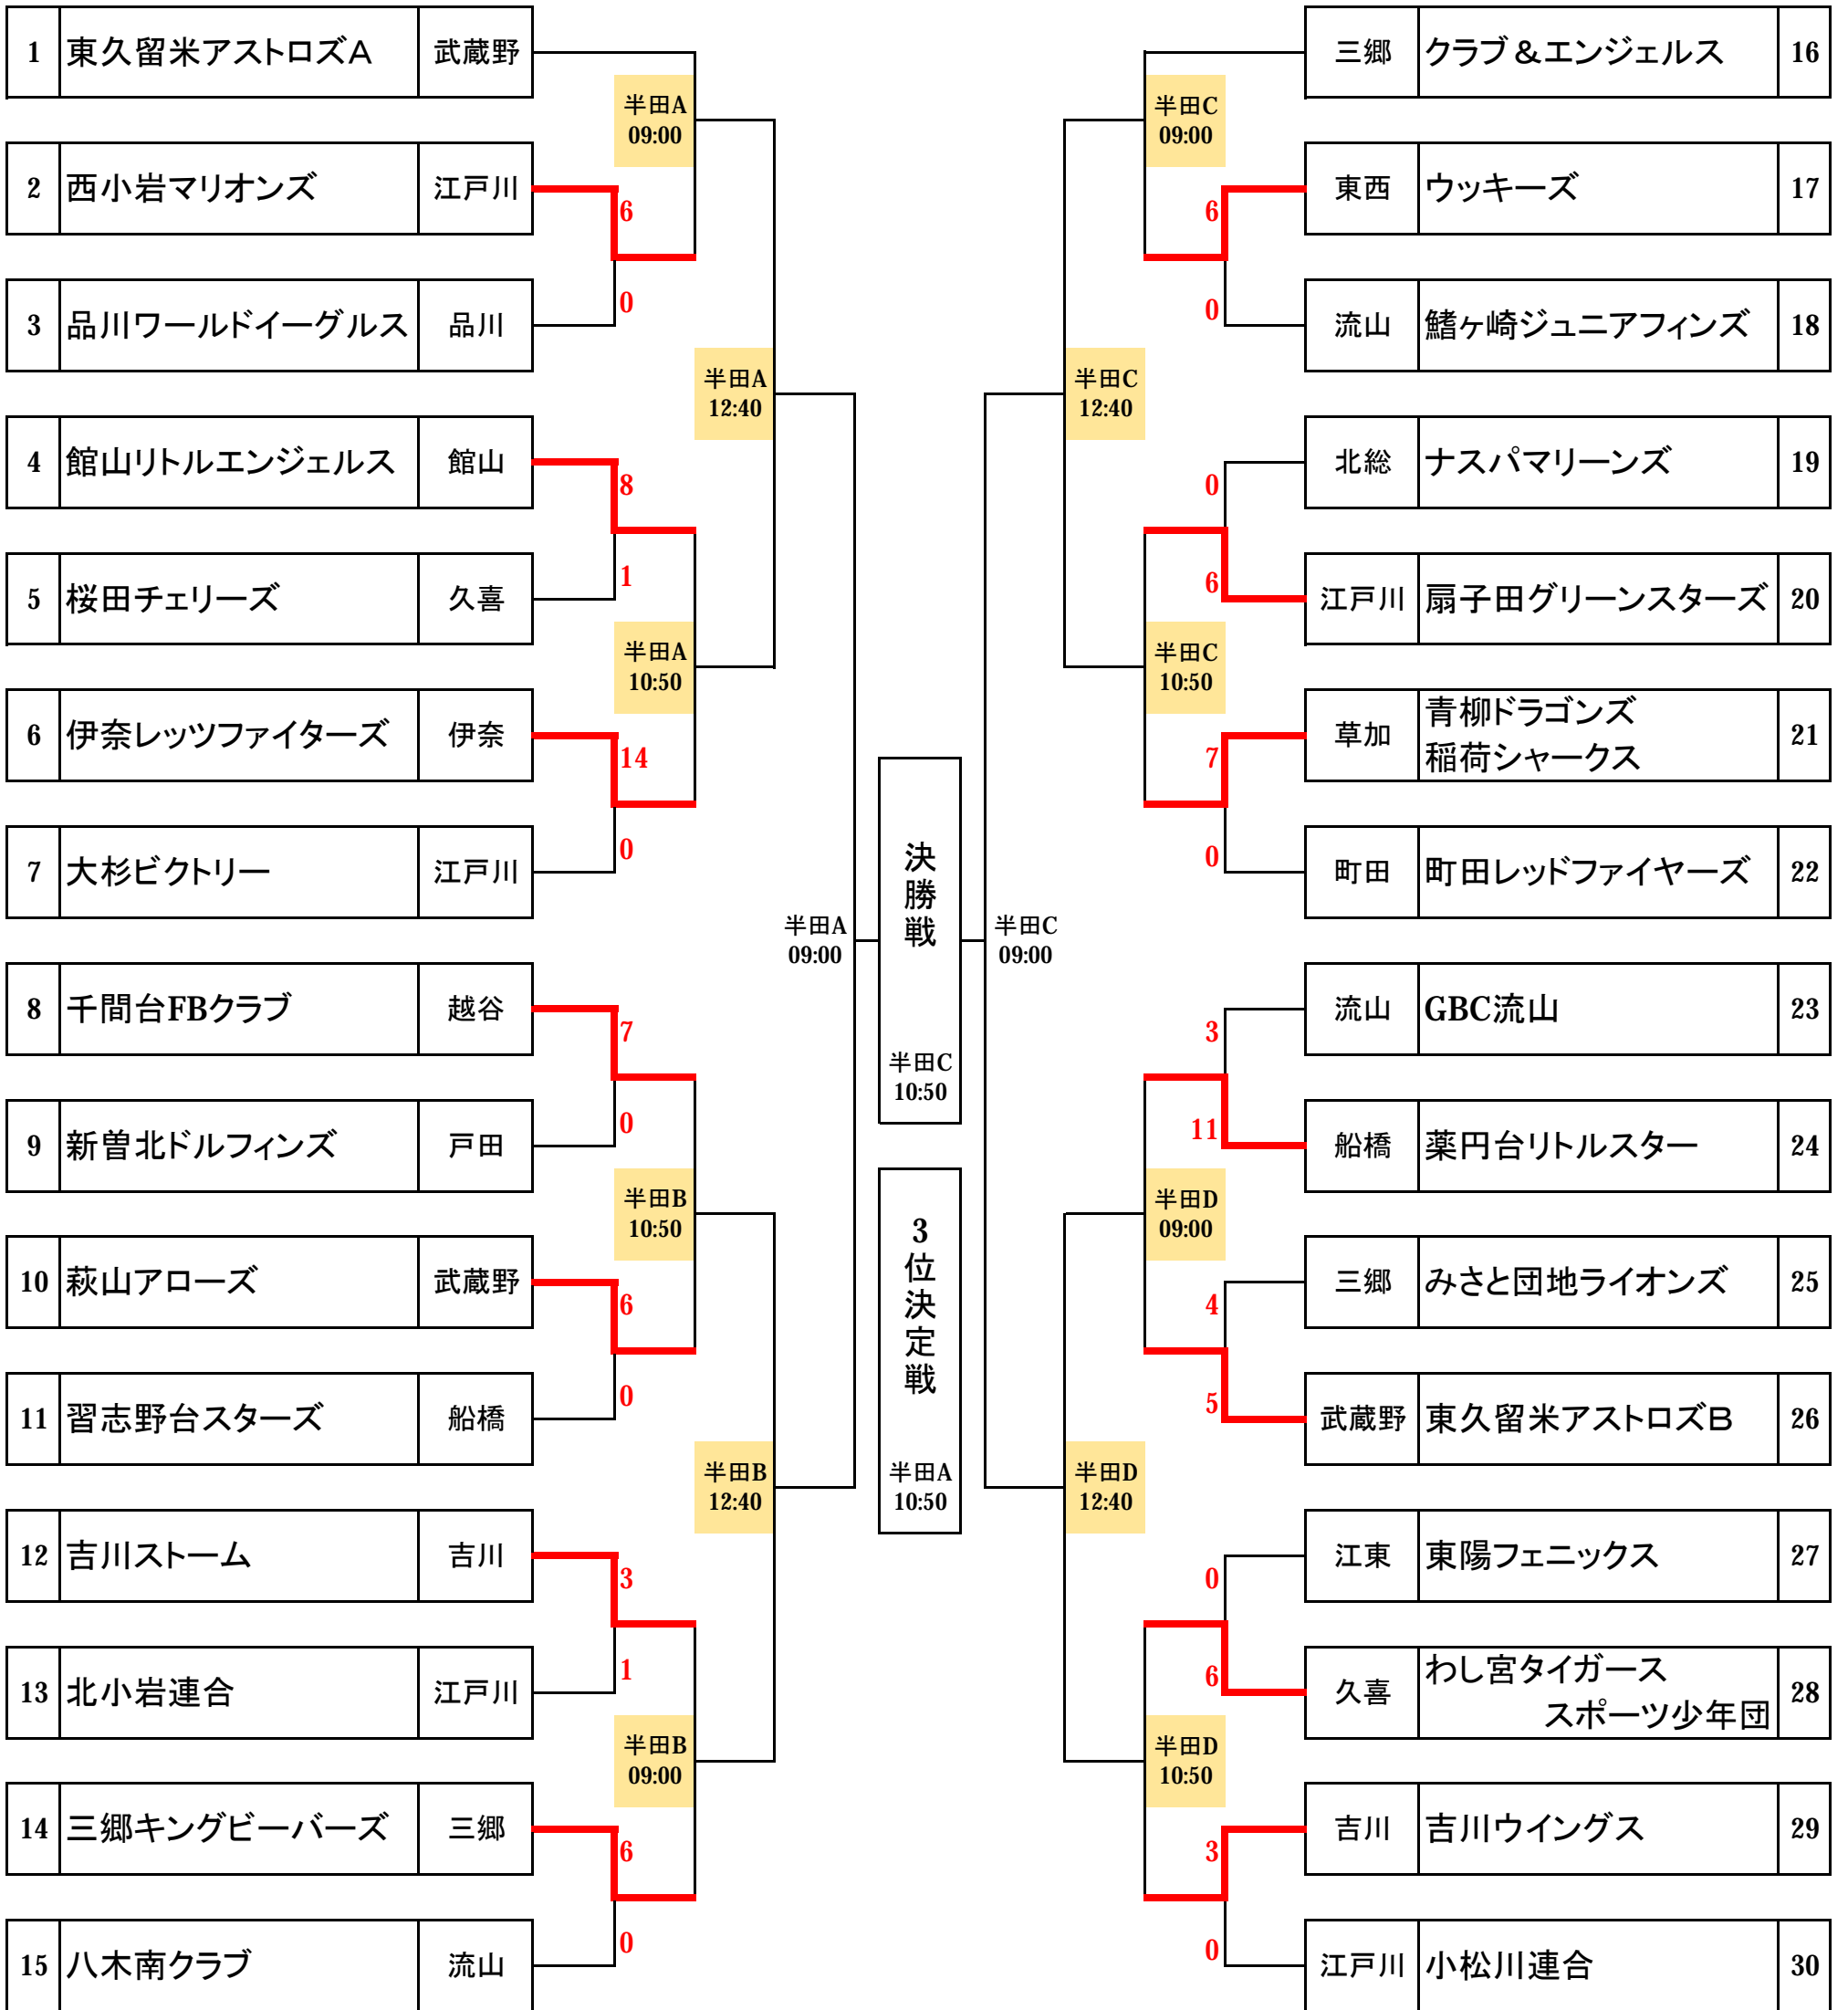 1 東久留米アストロズA 武蔵野
2 西小岩マリオンズ 江戸川
3 品川ワールドイーグルス 品川
4 館山リトルエンジェルス 館山
5 桜田チェリーズ 久喜
6 伊奈レッツファイターズ 伊奈
7 大杉ビクトリー 江戸川
8 千間台FBクラブ 越谷
9 新曽北ドルフィンズ 戸田
10 萩山アローズ 武蔵野
11 習志野台スターズ 船橋
12 吉川ストーム 吉川
13 北小岩連合 江戸川
14 三郷キングビーバーズ 三郷
15 八木南クラブ 流山
半田A
09:00
6
0
8
1
半田A
10:50
14
0
7
0
半田B
10:50
6
0
3
1
半田B
09:00
6
0
半田A
12:40
半田B
12:40
半田A
09:00
決勝戦
半田C
10:50
3位決定戦
半田A
10:50
半田C
09:00
半田C
12:40
半田D
12:40
半田C
09:00
6
0
0
6
半田C
10:50
7
0
3
11
半田D
09:00
4
5
0
6
半田D
10:50
3
0
三郷 クラブ&エンジェルス 16
東西 ウッキーズ 17
流山 鰭ヶ崎ジュニアフィンズ 18
北総 ナスパマリーンズ 19
江戸川 扇子田グリーンスターズ 20
草加 青柳ドラゴンズ 21
稲荷シャークス
町田 町田レッドファイヤーズ 22
流山 GBC流山 23
船橋 薬円台リトルスター 24
三郷 みさと団地ライオンズ 25
武蔵野 東久留米アストロズB 26
江東 東陽フェニックス 27
久喜 わし宮タイガース 28
スポーツ少年団
吉川 吉川ウイングス 29
江戸川 小松川連合 30